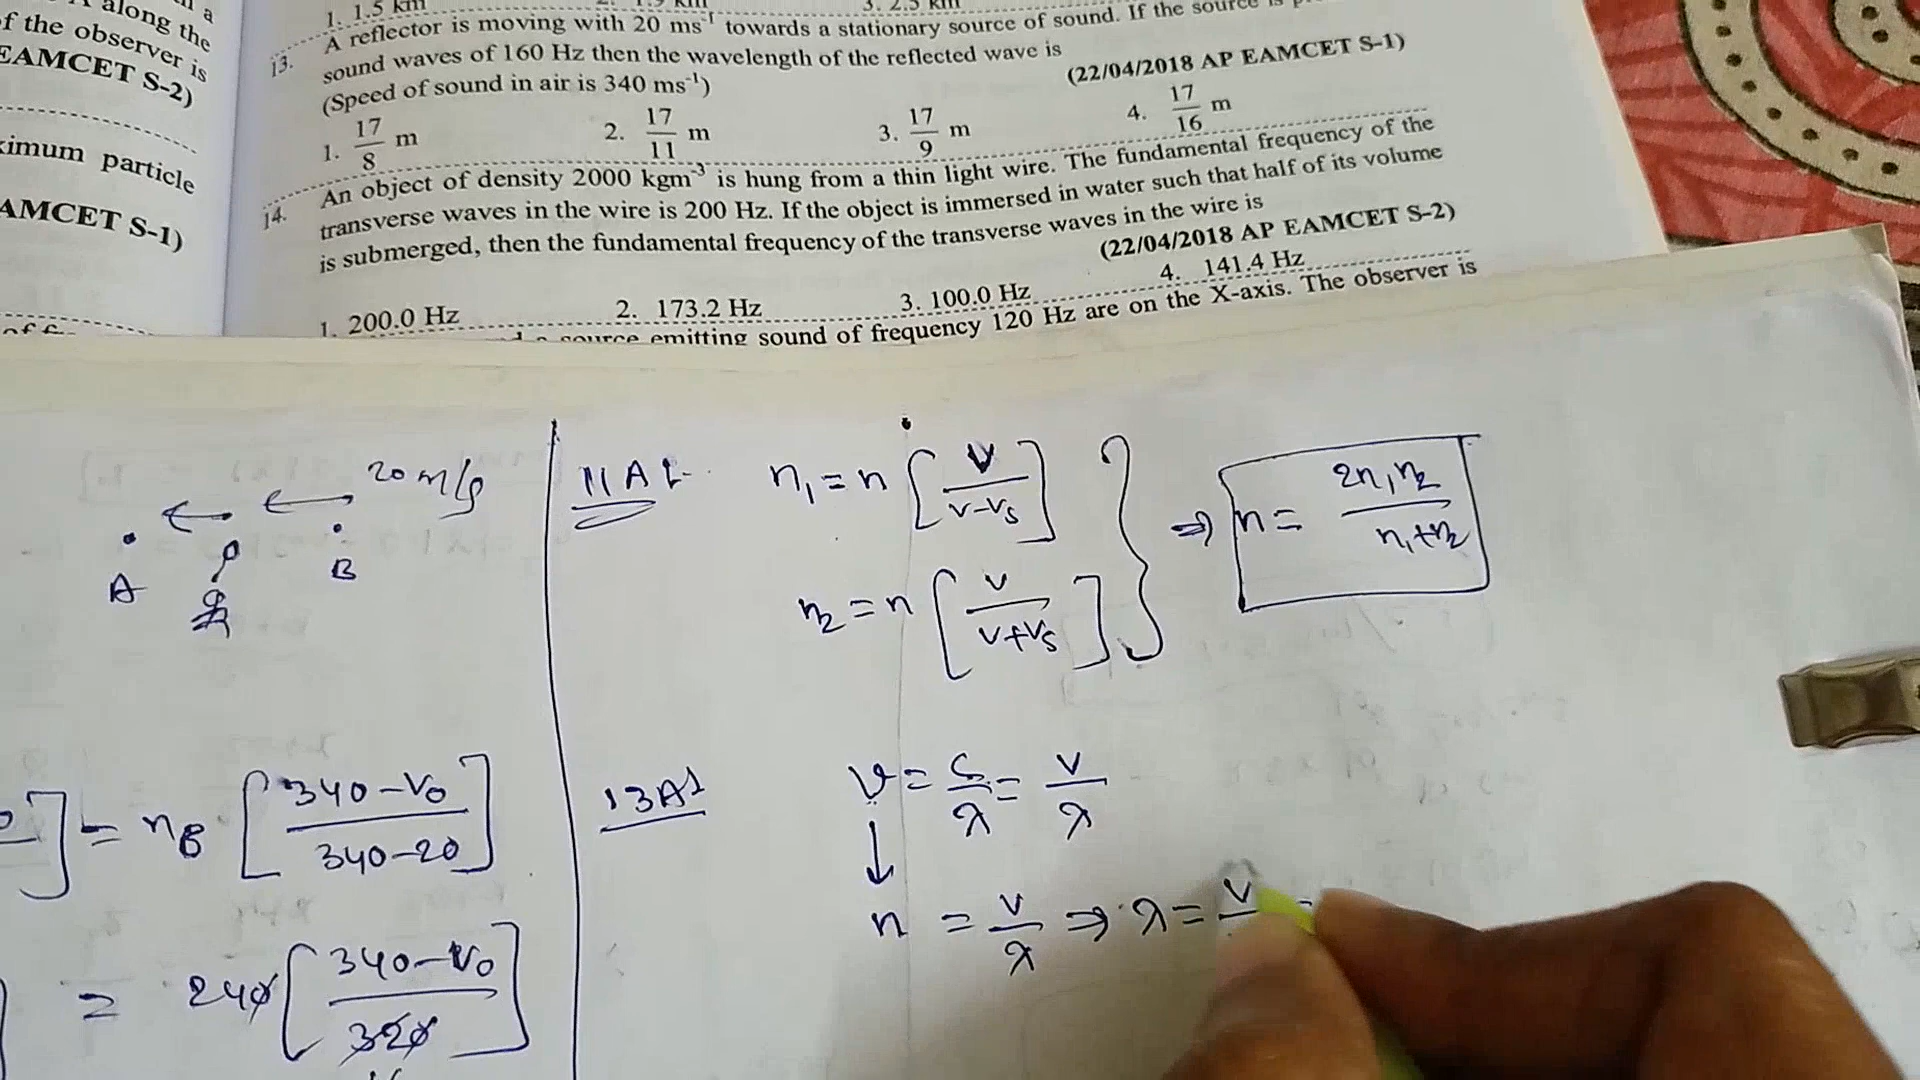 along the
f the observer is
EAMCET S-2)
imum particle
AMCET S-1)
1. 1.5 km 3. 2.5 km
13. A reflector is moving with 20 ms⁻¹ towards a stationary source of sound. If the source is
sound waves of 160 Hz then the wavelength of the reflected wave is
(Speed of sound in air is 340 ms⁻¹)
(22/04/2018 AP EAMCET S-1)
1. 17/8 m 2. 17/11 m 3. 17/9 m 4. 17/16 m
14. An object of density 2000 kgm⁻³ is hung from a thin light wire. The fundamental frequency of the
transverse waves in the wire is 200 Hz. If the object is immersed in water such that half of its volume
is submerged, then the fundamental frequency of the transverse waves in the wire is
(22/04/2018 AP EAMCET S-2)
1. 200.0 Hz 2. 173.2 Hz 3. 100.0 Hz 4. 141.4 Hz
source emitting sound of frequency 120 Hz are on the X-axis. The observer is
20 m/s
A B
= n_B [340-V₀ / 340-20]
= 240 [340-V₀ / 320]
11A
n₁ = n [V / V-Vs]
n₂ = n [V / V+Vs]
⇒ n = 2n₁n₂ / n₁+n₂
13A
ν = C/λ = V/λ
↓
n = V/λ ⇒ λ = V